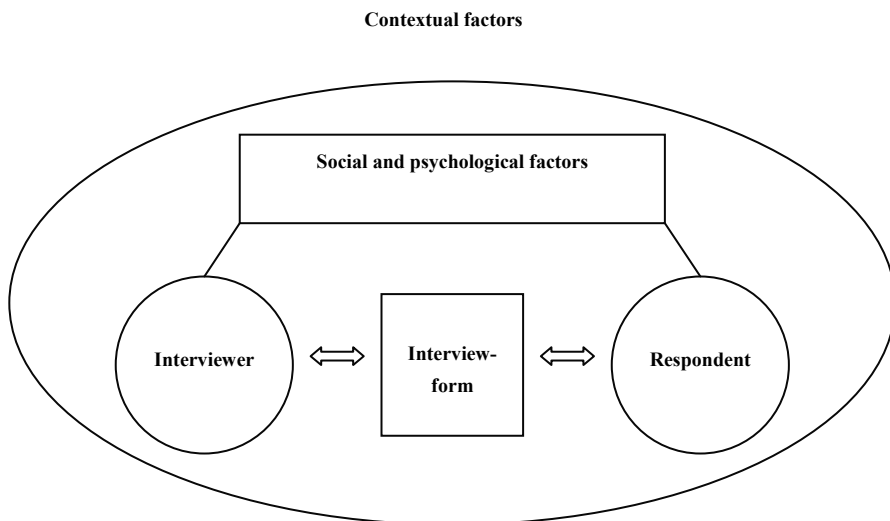 Contextual factors
Social and psychological factors
Interviewer
Interview-
form
Respondent